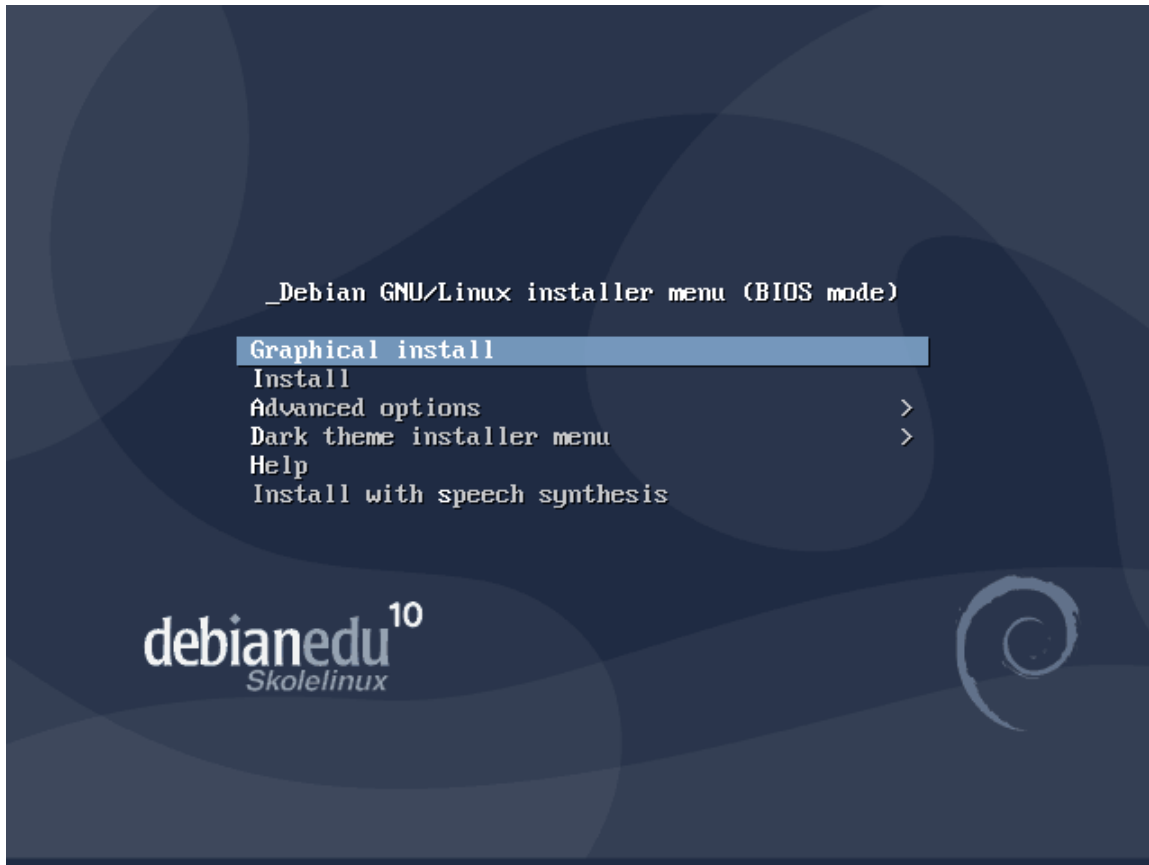 _Debian GNU/Linux installer menu (BIOS mode)
Graphical install
Install
Advanced options >
Dark theme installer menu >
Help
Install with speech synthesis
debianedu 10
Skolelinux